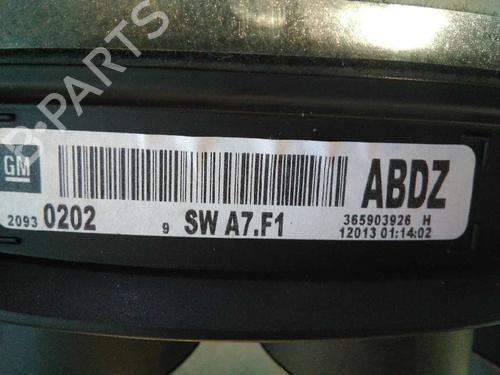 GM
ABDZ
2093 0202 9 SW A7.F1
365903926 H
12013 01:14:02
B-PARTS